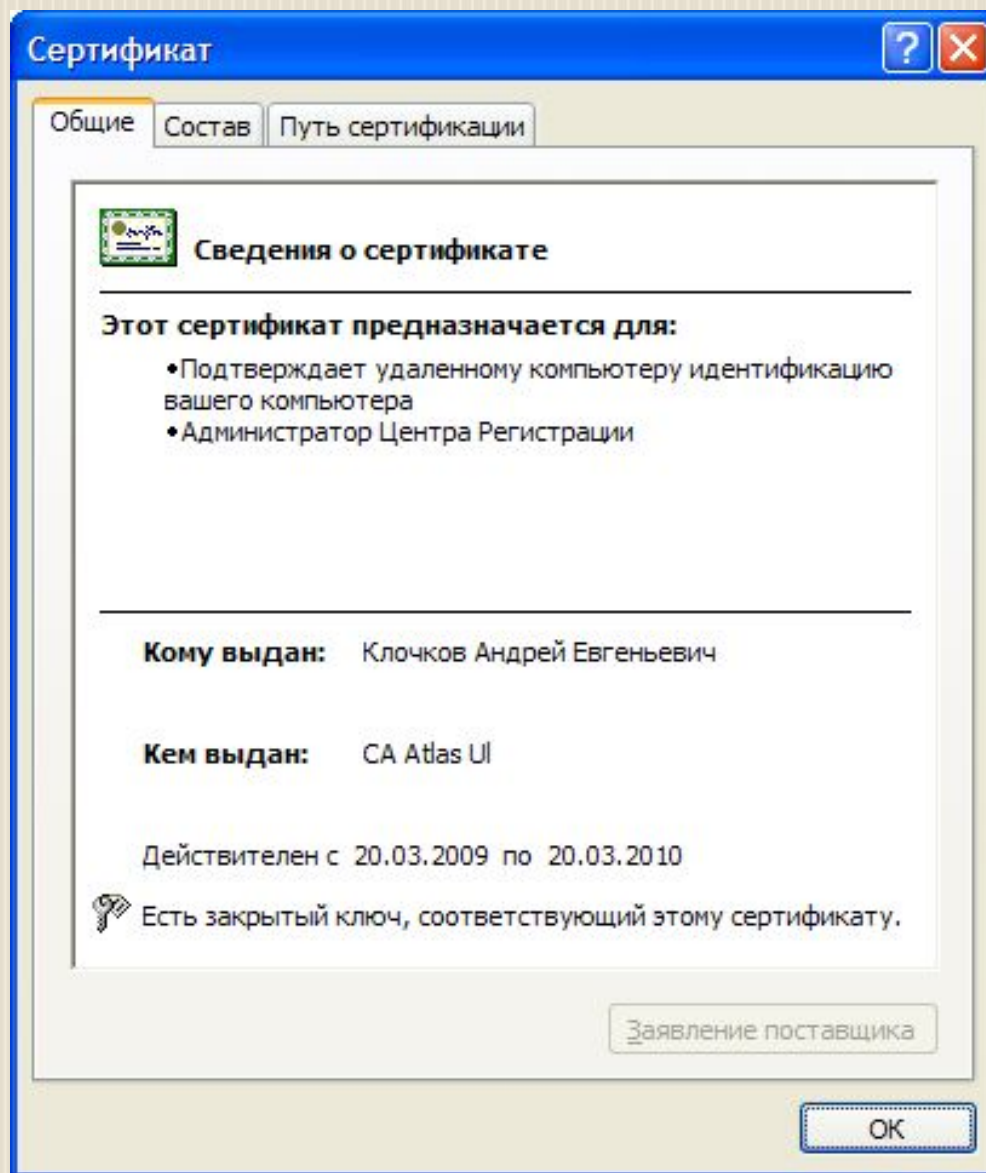 Сертификат
Общие Состав Путь сертификации
Сведения о сертификате
Этот сертификат предназначается для:
•Подтверждает удаленному компьютеру идентификацию
вашего компьютера
•Администратор Центра Регистрации
Кому выдан: Клочков Андрей Евгеньевич
Кем выдан: CA Atlas Ul
Действителен с 20.03.2009 по 20.03.2010
Есть закрытый ключ, соответствующий этому сертификату.
Заявление поставщика
ОК